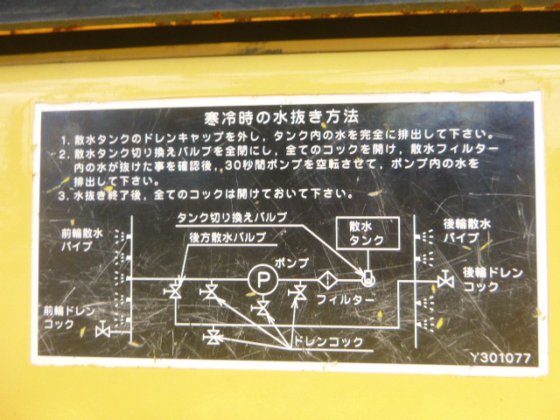 寒冷時の水抜き方法
1. 散水タンクのドレンキャップを外し、タンク内の水を完全に排出して下さい。
2. 散水タンク切り換えバルブを全閉にし、全てのコックを開け、散水フィルター
内の水が抜けた事を確認後、30秒間ポンプを空転させて、ポンプ内の水を
排出して下さい。
3. 水抜き終了後、全てのコックは開けておいて下さい。
タンク切り換えバルブ
前輪散水
パイプ
後方散水バルブ
散水
タンク
後輪散水
パイプ
ポンプ
P
フィルター
後輪ドレン
コック
前輪ドレン
コック
ドレンコック
Y301077